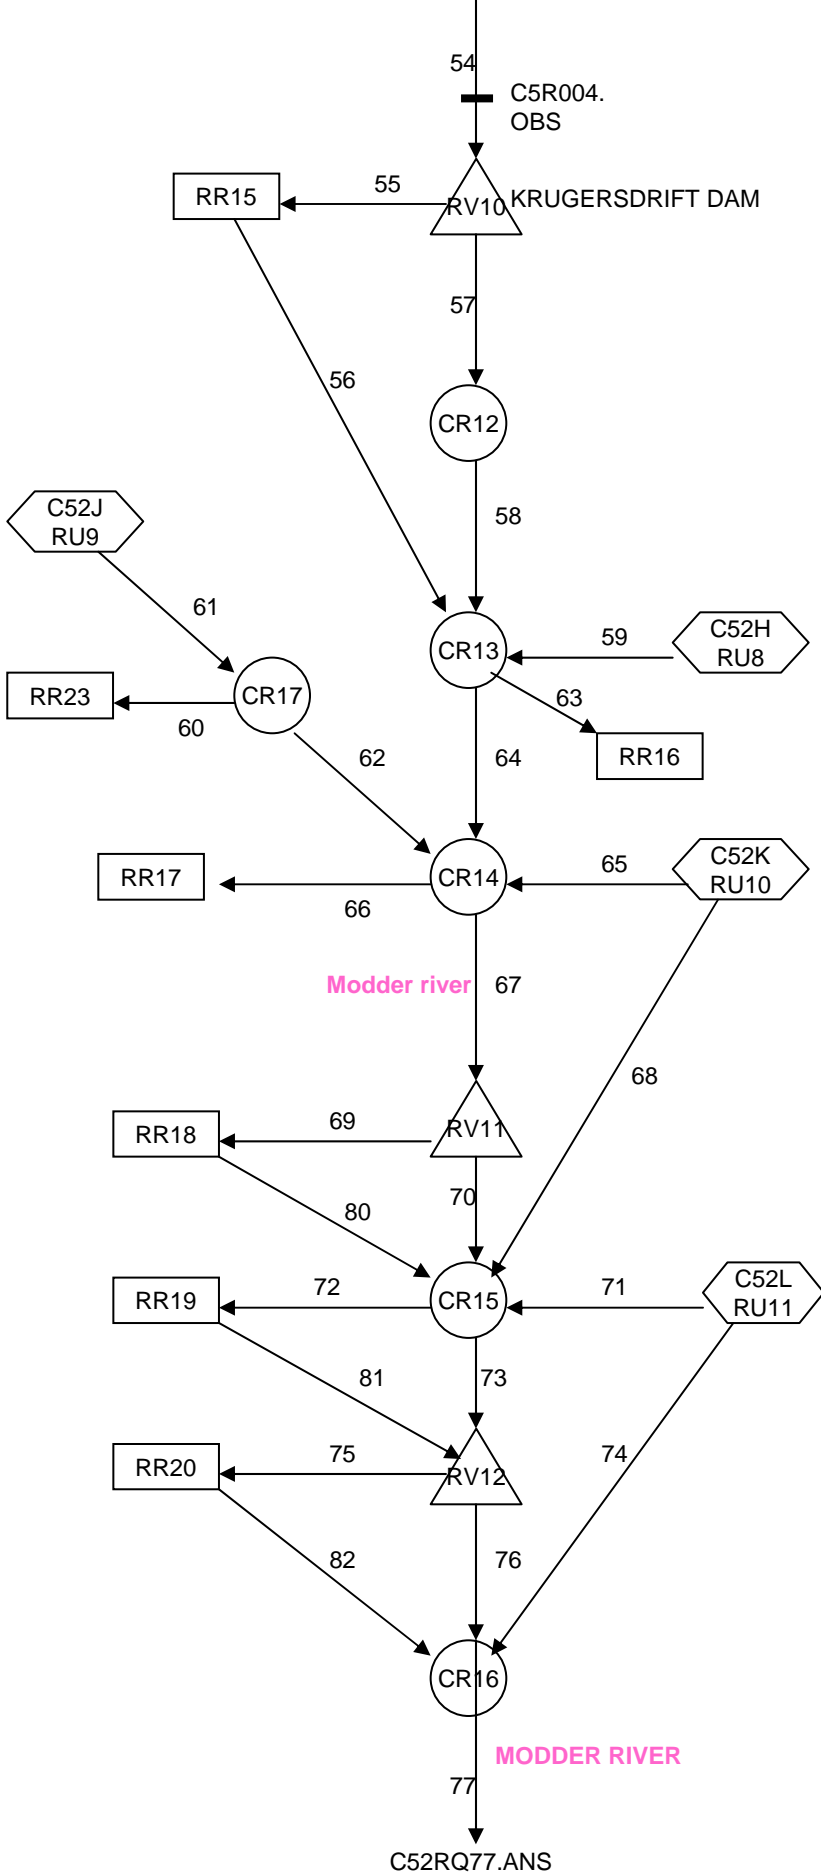 54
C5R004.
OBS
55
RR15
RV10
KRUGERSDRIFT DAM
57
56
CR12
C52J
RU9
58
61
59
C52H
RU8
CR13
RR23
CR17
63
60
62
64
RR16
RR17
CR14
65
C52K
RU10
66
Modder river
67
68
RR18
69
RV11
70
80
RR19
72
CR15
71
C52L
RU11
81
73
RR20
75
RV12
74
82
76
CR16
MODDER RIVER
77
C52RQ77.ANS